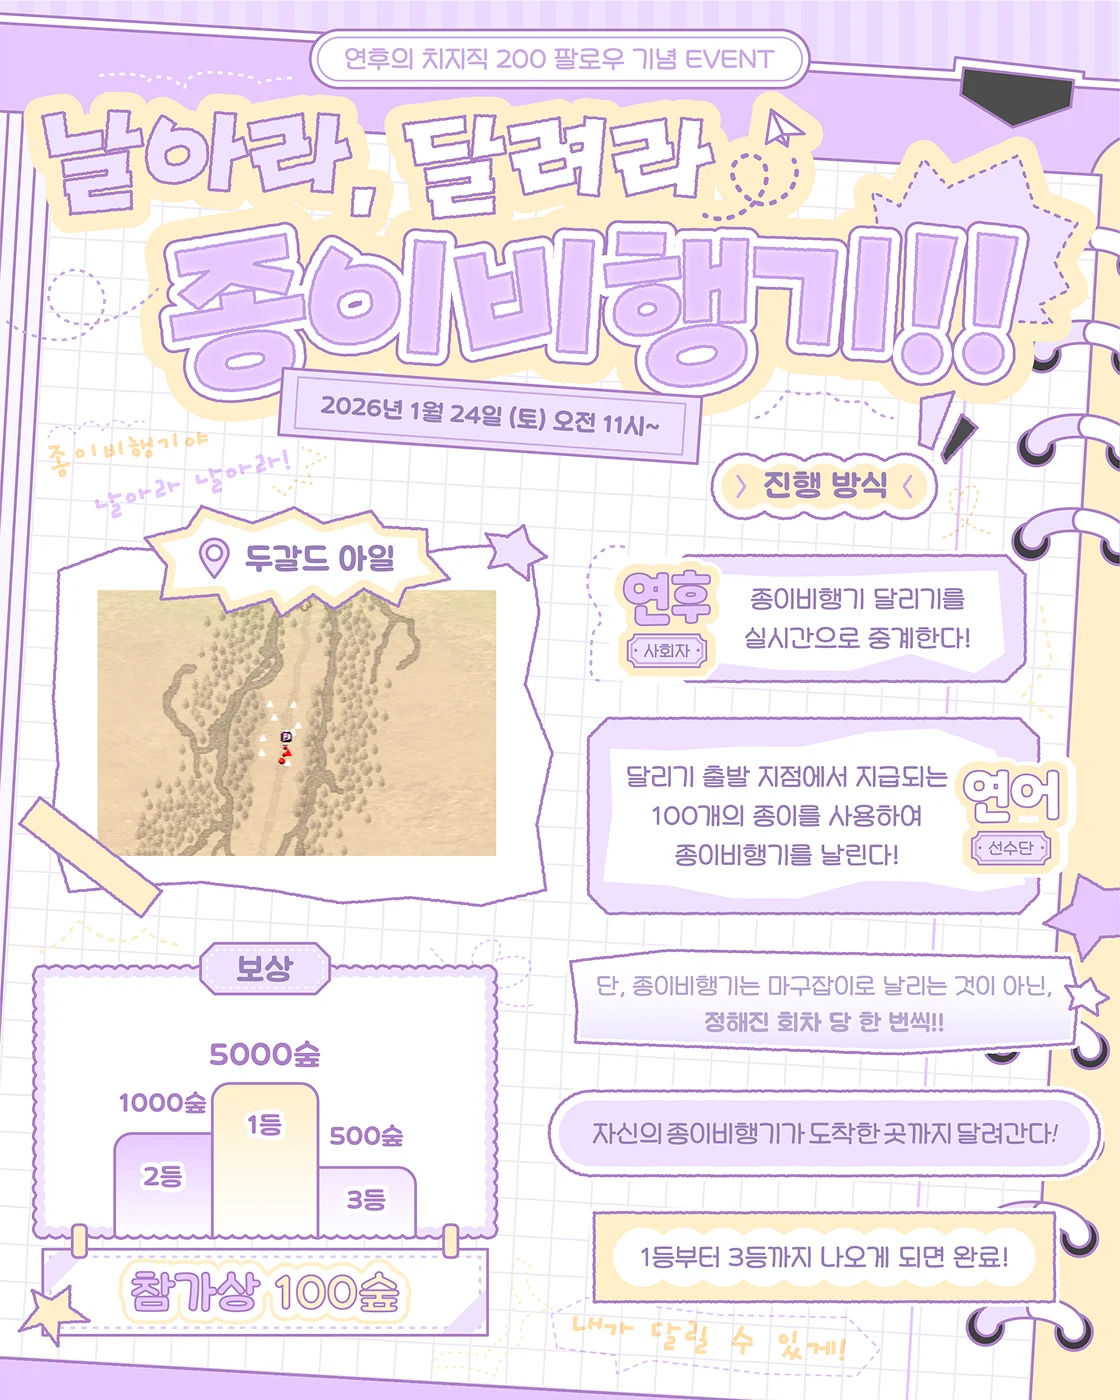 연후의 치지직 200 팔로우 기념 EVENT
날아라, 달려라
종이비행기!!
2026년 1월 24일 (토) 오전 11시~
종이비행기야
날아라 날아라!
진행 방식
두갈드 아일
연후
사회자
종이비행기 달리기를
실시간으로 중계한다!
달리기 출발 지점에서 지급되는
100개의 종이를 사용하여
종이비행기를 날린다!
연어
선수단
단, 종이비행기는 마구잡이로 날리는 것이 아닌,
정해진 회차 당 한 번씩!!
자신의 종이비행기가 도착한 곳까지 달려간다!
1등부터 3등까지 나오게 되면 완료!
보상
5000숲
1000숲
1등
500숲
2등
3등
참가상 100숲
내가 달릴 수 있게!